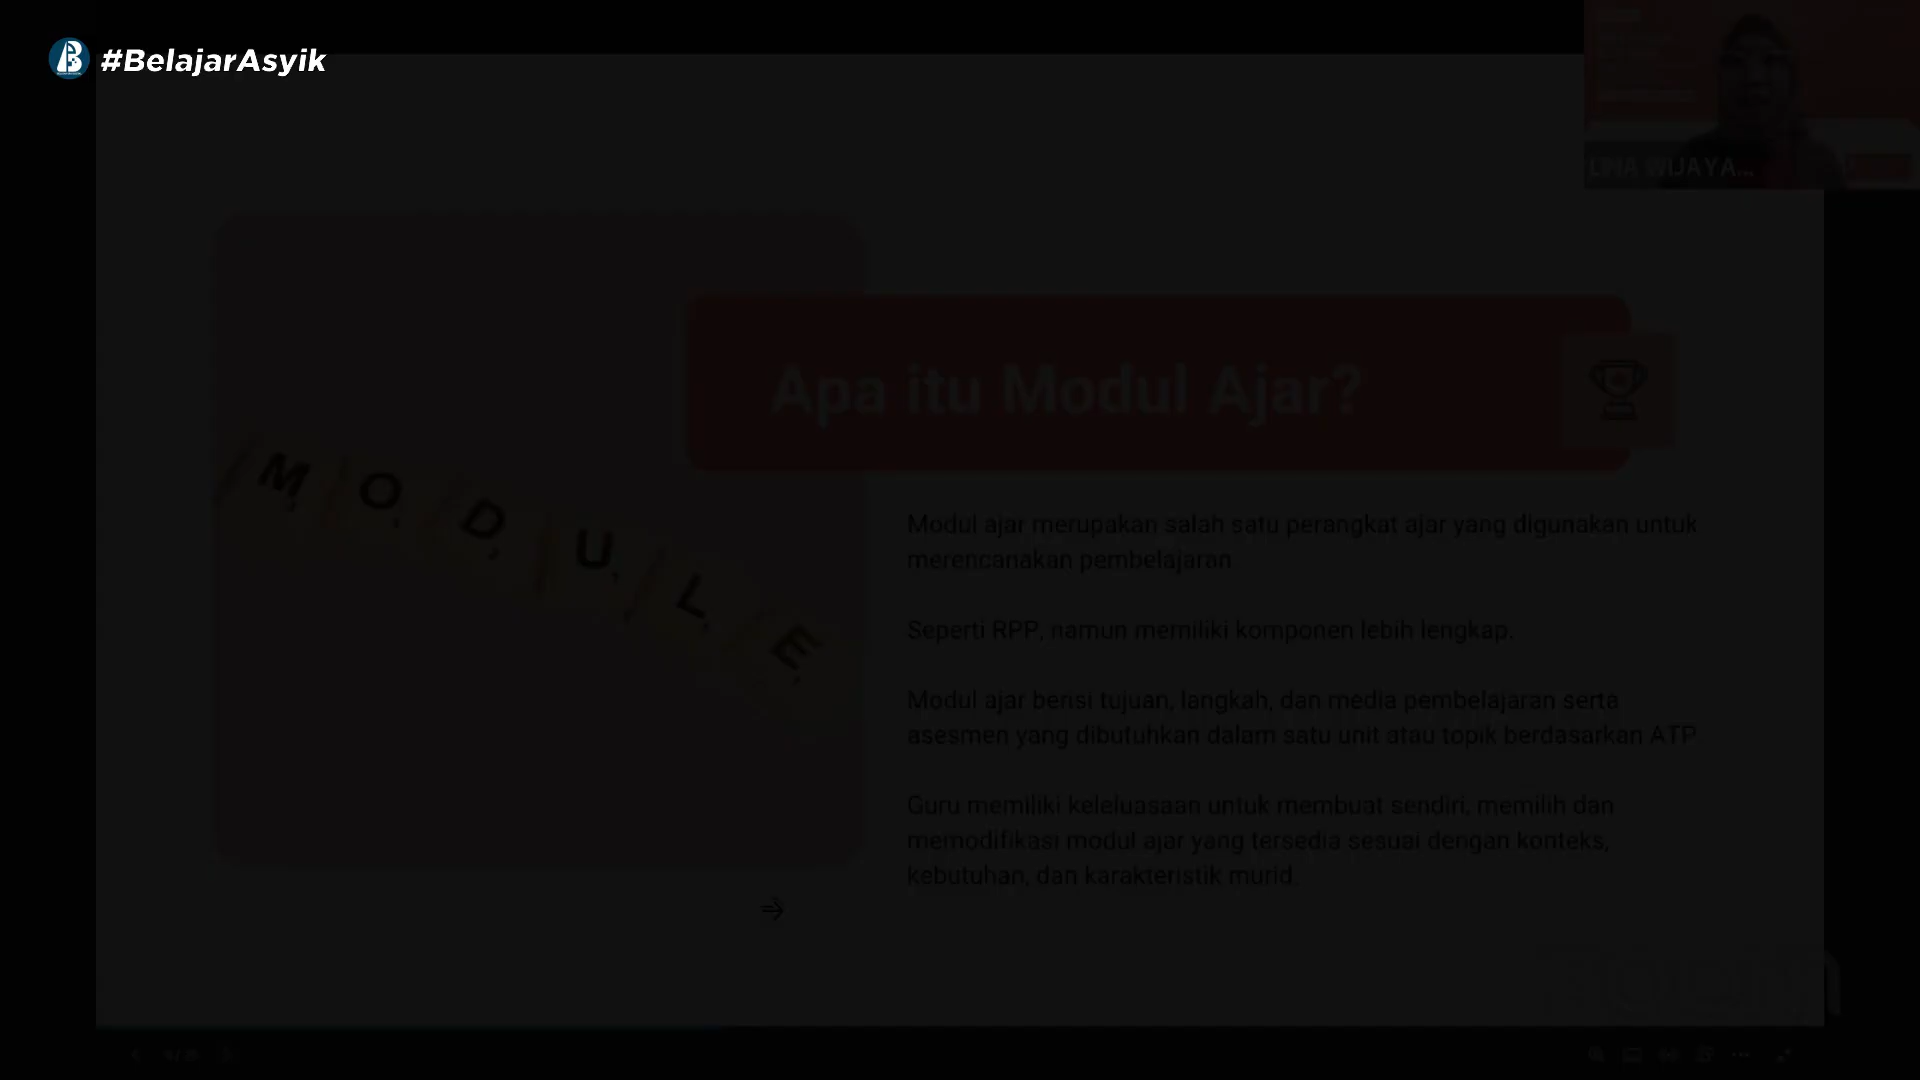 #BelajarAsyik
WIJAYA...
Apa itu Modul Ajar?
MODULE
Modul ajar merupakan salah satu perangkat ajar yang digunakan untuk
merencanakan pembelajaran.
Seperti RPP, namun memiliki komponen lebih lengkap.
Modul ajar berisi tujuan, langkah, dan media pembelajaran serta
asesmen yang dibutuhkan dalam satu unit atau topik berdasarkan ATP
Guru memiliki keleluasaan untuk membuat sendiri, memilih dan
memodifikasi modul ajar yang tersedia sesuai dengan konteks,
kebutuhan, dan karakteristik murid.